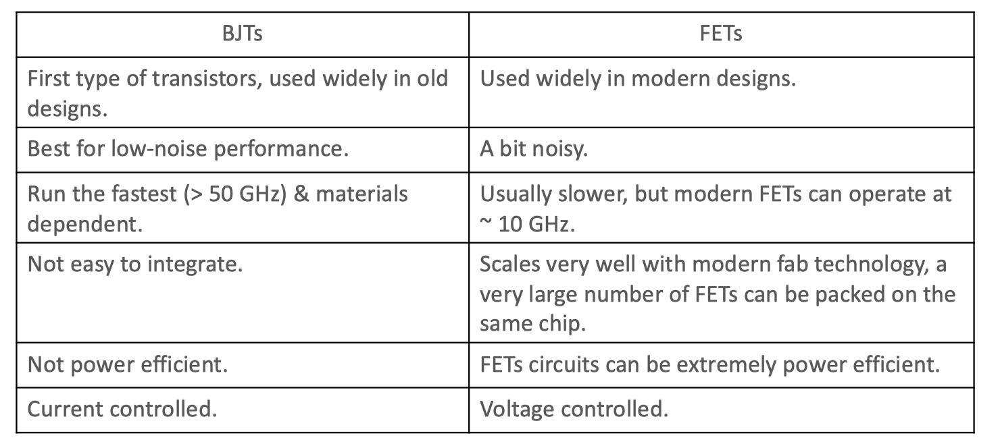 BJTs
FETs
First type of transistors, used widely in old
designs.
Used widely in modern designs.
Best for low-noise performance.
A bit noisy.
Run the fastest (> 50 GHz) & materials
dependent.
Usually slower, but modern FETs can operate at
~ 10 GHz.
Not easy to integrate.
Scales very well with modern fab technology, a
very large number of FETs can be packed on the
same chip.
Not power efficient.
FETs circuits can be extremely power efficient.
Current controlled.
Voltage controlled.